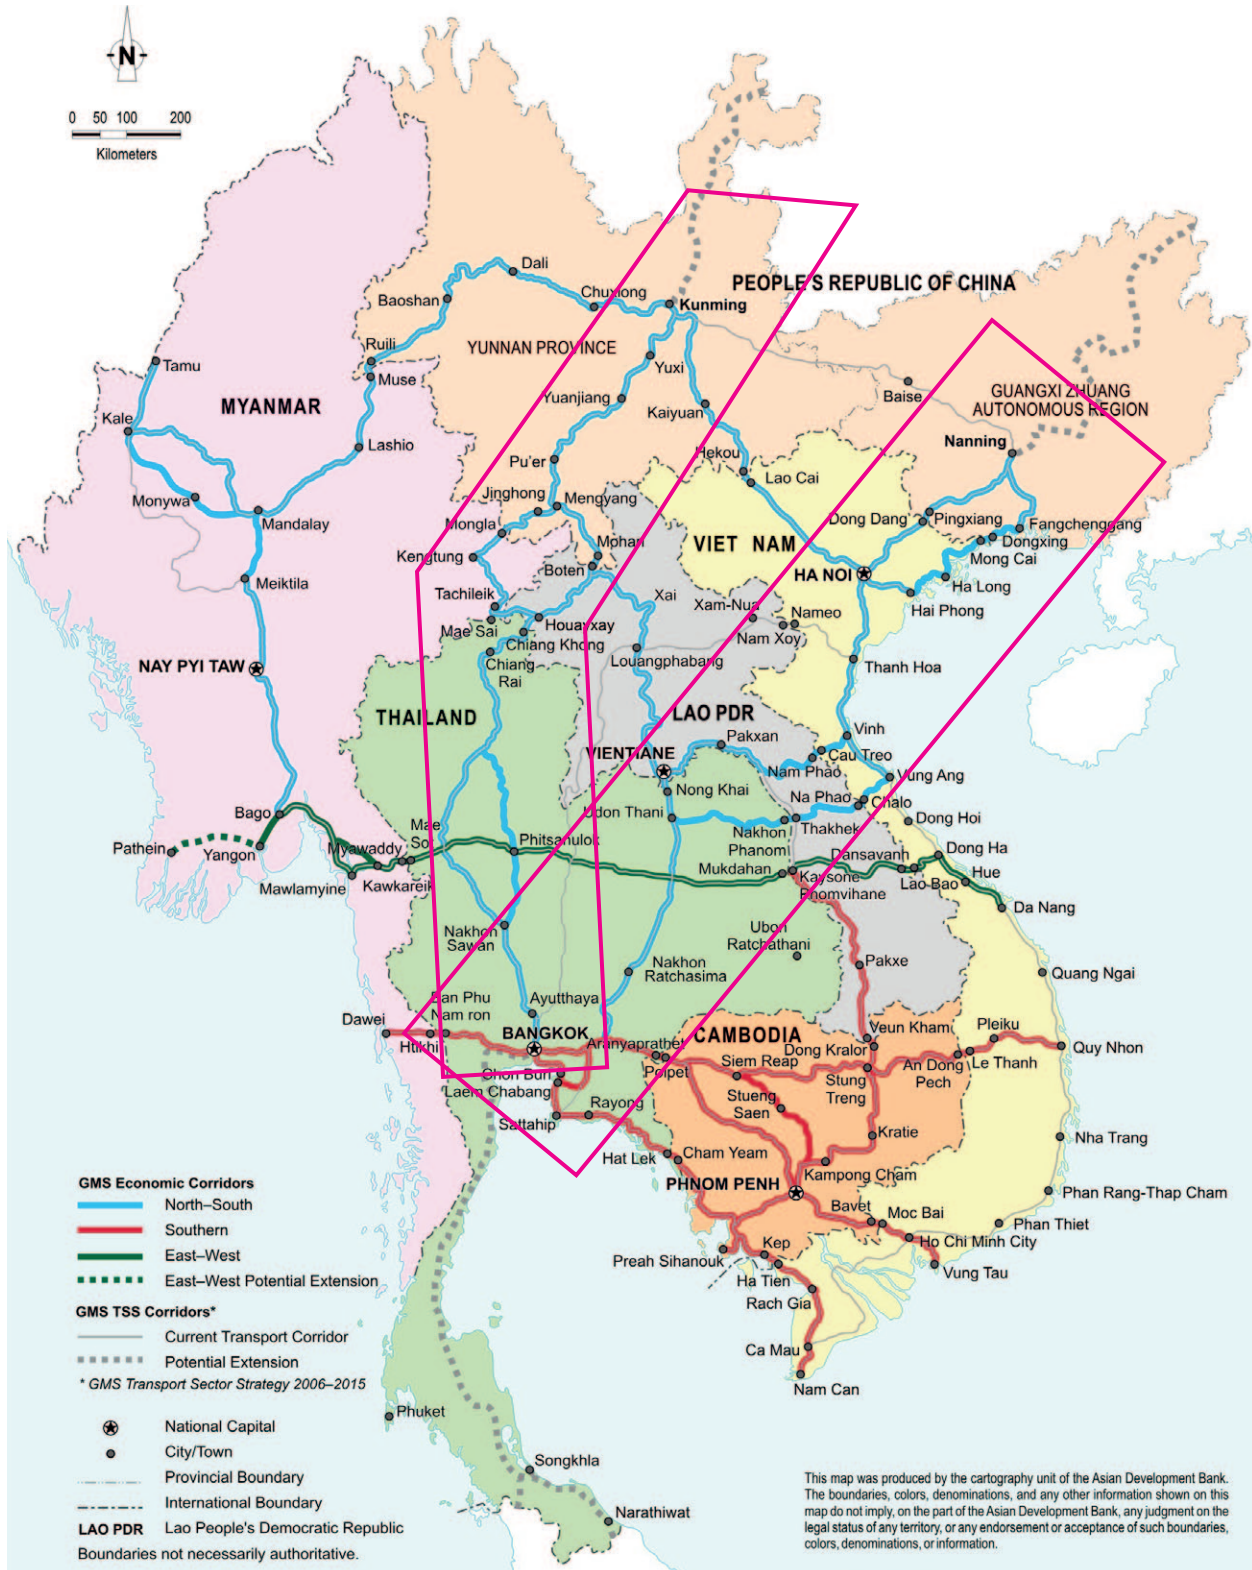 N
0 50 100 200
Kilometers
Dali
Baoshan
Chuxiong
Kunming
PEOPLE'S REPUBLIC OF CHINA
YUNNAN PROVINCE
Ruili
Muse
Tamu
Yuxi
Yuanjiang
Kaiyuan
Baise
GUANGXI ZHUANG
AUTONOMOUS REGION
Nanning
MYANMAR
Kale
Lashio
Pu'er
Hekou
Lao Cai
Monywa
Mandalay
Jinghong
Mengyang
Mongla
Dong Dang
Pingxiang
Fangchenggang
Dongxing
Mong Cai
VIET NAM
Mohan
Kengtung
Boten
HA NOI
Meiktila
Ha Long
Hai Phong
Tachileik
Xai
Xam-Nua
Nameo
Mae Sai
Houayxay
Nam Xoy
Chiang Khong
Chiang
Rai
Louangphabang
Thanh Hoa
NAY PYI TAW
THAILAND
LAO PDR
Vinh
Pakxan
VIENTIANE
Cau Treo
Nam Phao
Vung Ang
Nong Khai
Na Phao
Chalo
Udon Thani
Dong Hoi
Bago
Mae
Sot
Nakhon
Phanom
Thakhek
Pathein
Yangon
Myawaddy
Phitsanulok
Mukdahan
Dansavanh
Dong Ha
Mawlamyine
Kawkareik
Kaysone
Phomvihane
Lao Bao
Hue
Da Nang
Nakhon
Sawan
Ubon
Ratchathani
Nakhon
Ratchasima
Pakxe
Quang Ngai
Ban Phu
Nam ron
Ayutthaya
Dawei
Htikhi
BANGKOK
Aranyaprathet
Poipet
CAMBODIA
Veun Kham
Dong Kralor
Pleiku
Le Thanh
Quy Nhon
An Dong
Pech
Siem Reap
Stung
Treng
Chon Buri
Laem Chabang
Stueng
Saen
Rayong
Sattahip
Kratie
Nha Trang
Hat Lek
Cham Yeam
Kampong Cham
PHNOM PENH
Phan Rang-Thap Cham
Bavet
Moc Bai
Phan Thiet
Ho Chi Minh City
Kep
Preah Sihanouk
Vung Tau
Ha Tien
Rach Gia
Ca Mau
Nam Can
Phuket
Songkhla
Narathiwat
GMS Economic Corridors
North–South
Southern
East–West
East–West Potential Extension
GMS TSS Corridors*
Current Transport Corridor
Potential Extension
* GMS Transport Sector Strategy 2006–2015
National Capital
City/Town
Provincial Boundary
International Boundary
LAO PDR Lao People's Democratic Republic
Boundaries not necessarily authoritative.
This map was produced by the cartography unit of the Asian Development Bank.
The boundaries, colors, denominations, and any other information shown on this
map do not imply, on the part of the Asian Development Bank, any judgment on the
legal status of any territory, or any endorsement or acceptance of such boundaries,
colors, denominations, or information.